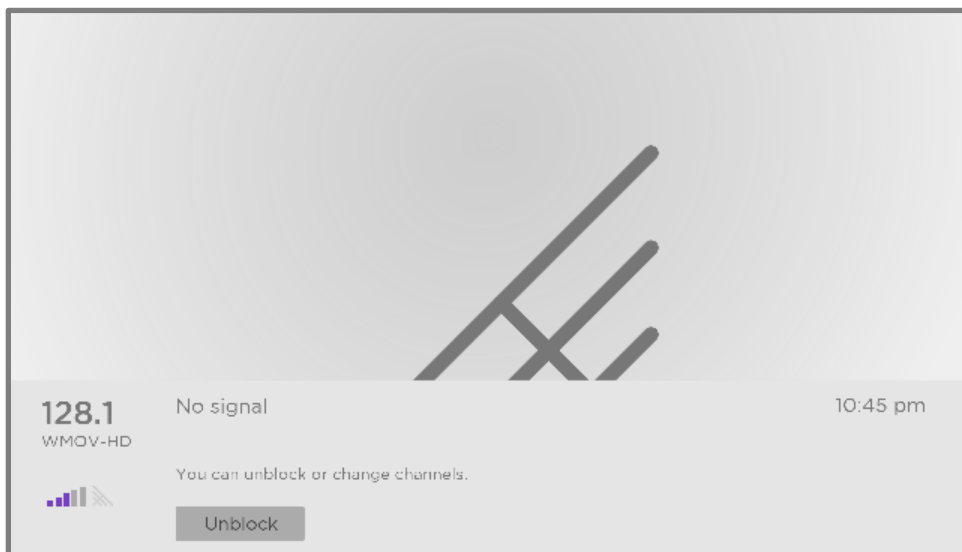 128.1
No signal
10:45 pm
WMOV-HD
You can unblock or change channels.
Unblock